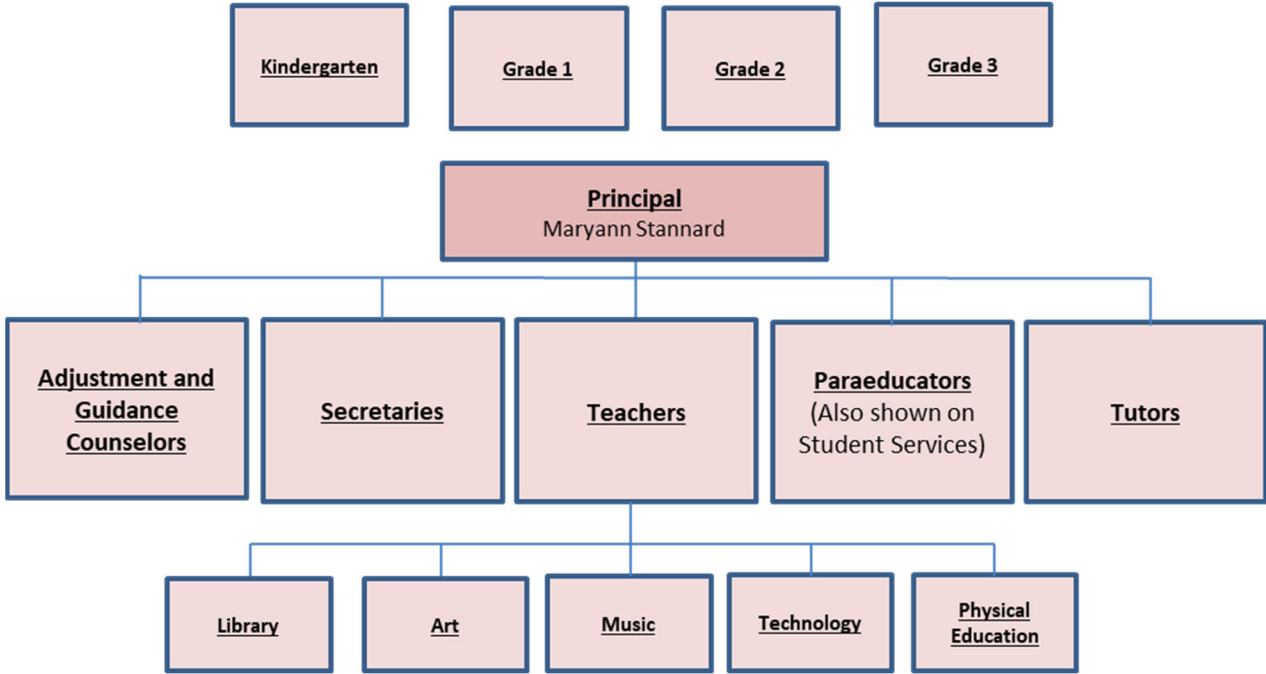 Kindergarten
Grade 1
Grade 2
Grade 3
Principal
Maryann Stannard
Adjustment and
Guidance
Counselors
Secretaries
Teachers
Paraeducators
(Also shown on
Student Services)
Tutors
Library
Art
Music
Technology
Physical
Education